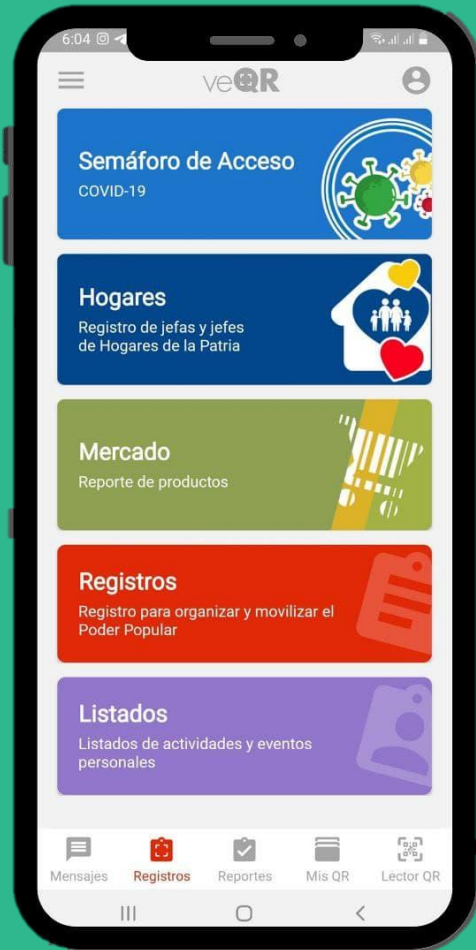 6:04
veQR
Semáforo de Acceso
COVID-19
Hogares
Registro de jefas y jefes
de Hogares de la Patria
Mercado
Reporte de productos
Registros
Registro para organizar y movilizar el
Poder Popular
Listados
Listados de actividades y eventos
personales
Mensajes Registros Reportes Mis QR Lector QR